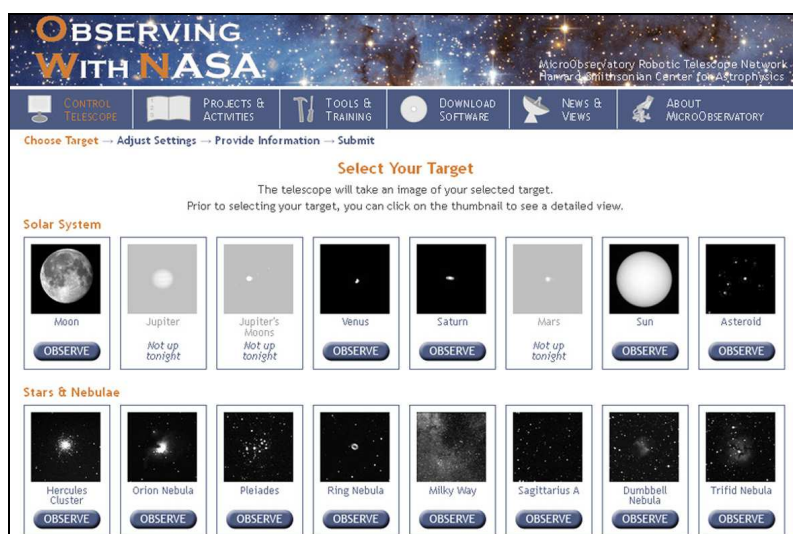 OBSERVING
WITH NASA
MicroObservatory Robotic Telescope Network
Harvard-Smithsonian Center for Astrophysics
CONTROL TELESCOPE
PROJECTS & ACTIVITIES
TOOLS & TRAINING
DOWNLOAD SOFTWARE
NEWS & VIEWS
ABOUT MICROOBSERVATORY
Choose Target → Adjust Settings → Provide Information → Submit
Select Your Target
The telescope will take an image of your selected target.
Prior to selecting your target, you can click on the thumbnail to see a detailed view.
Solar System
Moon
OBSERVE
Jupiter
Not up
tonight
Jupiter's
Moons
Not up
tonight
Venus
OBSERVE
Saturn
OBSERVE
Mars
Not up
tonight
Sun
OBSERVE
Asteroid
OBSERVE
Stars & Nebulae
Hercules
Cluster
OBSERVE
Orion Nebula
OBSERVE
Pleiades
OBSERVE
Ring Nebula
OBSERVE
Milky Way
OBSERVE
Sagittarius A
OBSERVE
Dumbbell
Nebula
OBSERVE
Trifid Nebula
OBSERVE